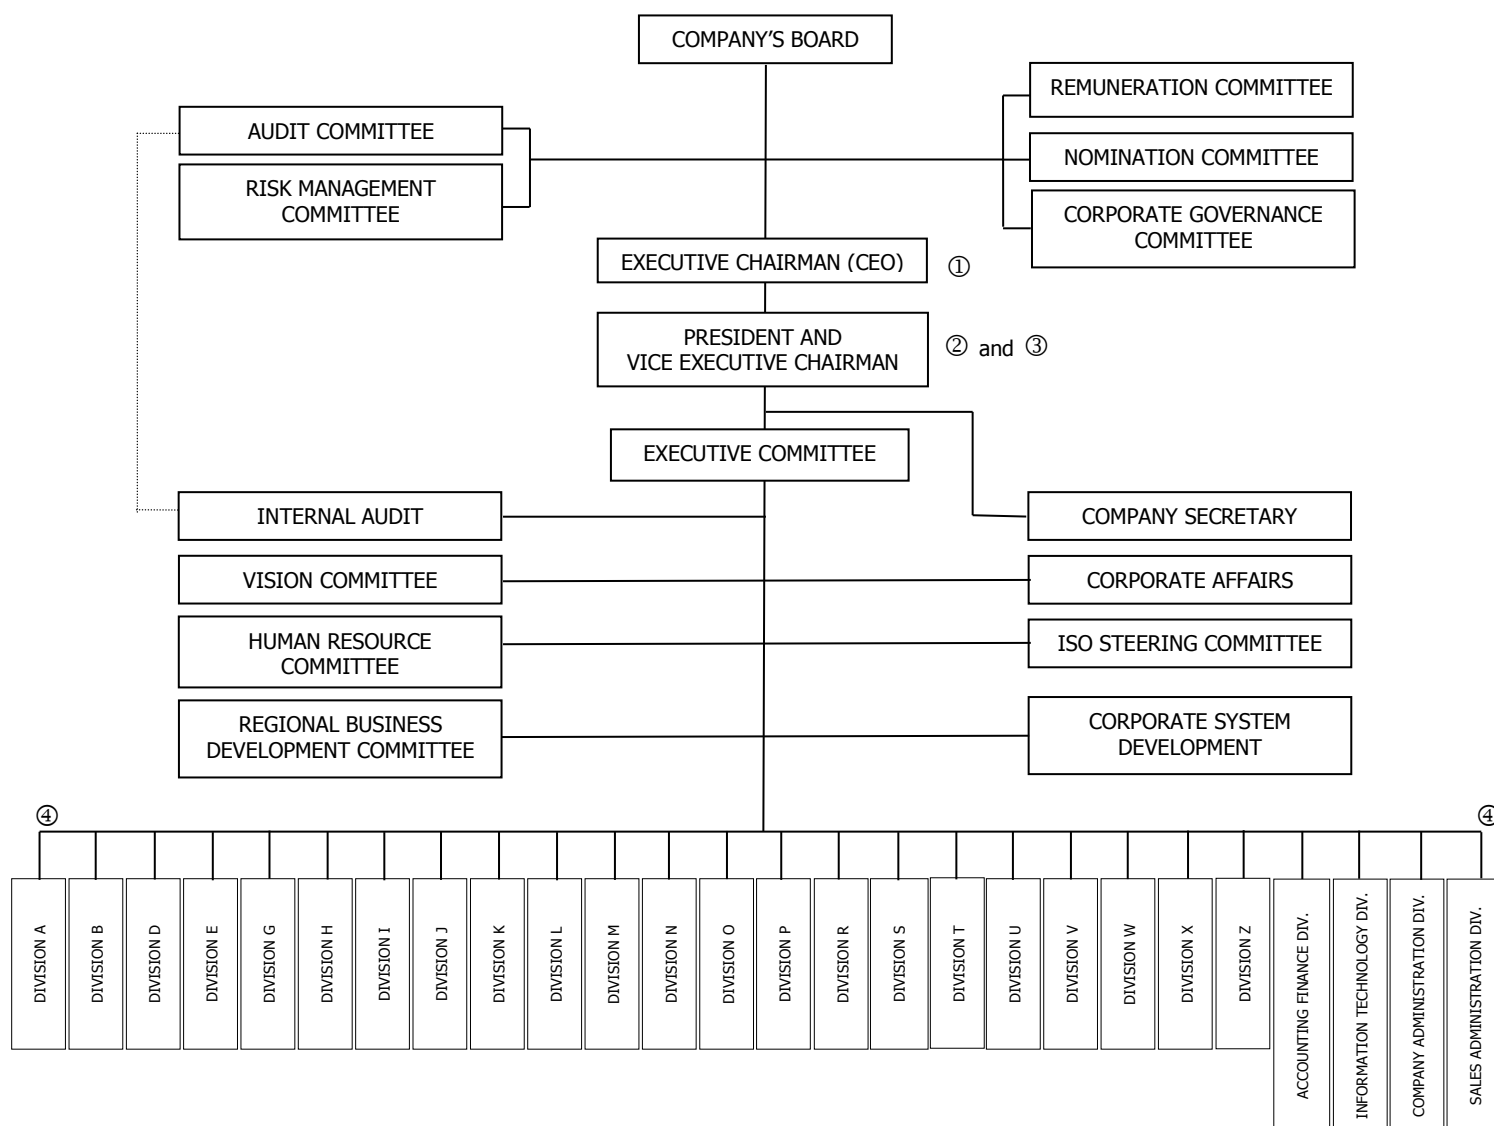 COMPANY’S BOARD
REMUNERATION COMMITTEE
AUDIT COMMITTEE
NOMINATION COMMITTEE
RISK MANAGEMENT
COMMITTEE
CORPORATE GOVERNANCE
COMMITTEE
EXECUTIVE CHAIRMAN (CEO)
①
PRESIDENT AND
VICE EXECUTIVE CHAIRMAN
② and ③
EXECUTIVE COMMITTEE
INTERNAL AUDIT
COMPANY SECRETARY
VISION COMMITTEE
CORPORATE AFFAIRS
HUMAN RESOURCE
COMMITTEE
ISO STEERING COMMITTEE
REGIONAL BUSINESS
DEVELOPMENT COMMITTEE
CORPORATE SYSTEM
DEVELOPMENT
④
④
DIVISION A
DIVISION B
DIVISION D
DIVISION E
DIVISION G
DIVISION H
DIVISION I
DIVISION J
DIVISION K
DIVISION L
DIVISION M
DIVISION N
DIVISION O
DIVISION P
DIVISION R
DIVISION S
DIVISION T
DIVISION U
DIVISION V
DIVISION W
DIVISION X
DIVISION Z
ACCOUNTING FINANCE DIV.
INFORMATION TECHNOLOGY DIV.
COMPANY ADMINISTRATION DIV.
SALES ADMINISTRATION DIV.